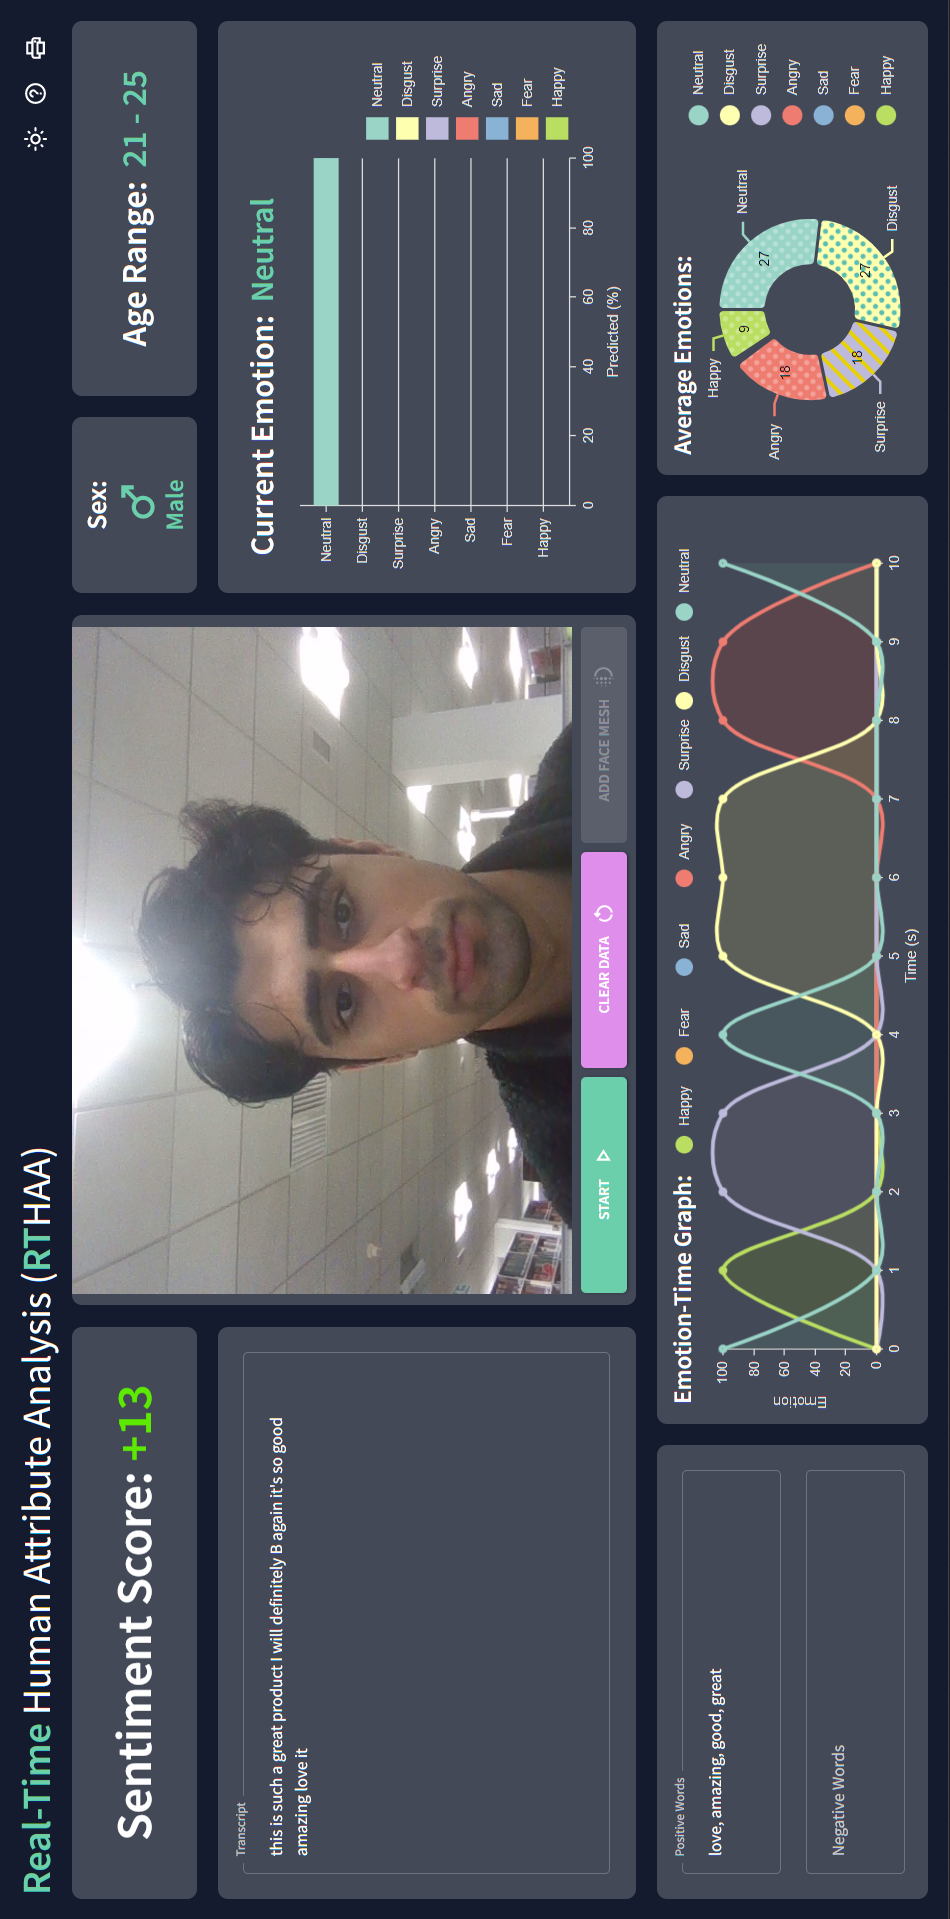 Real-Time Human Attribute Analysis (RTHAA)
Sentiment Score: +13
Transcript
this is such a great product I will definitely B again it's so good
amazing love it
Positive Words
love, amazing, good, great
Negative Words
START
CLEAR DATA
ADD FACE MESH
Sex:
Male
Age Range: 21 - 25
Current Emotion: Neutral
Neutral
Disgust
Surprise
Angry
Sad
Fear
Happy
0 20 40 60 80 100
Predicted (%)
Neutral
Disgust
Surprise
Angry
Sad
Fear
Happy
Emotion-Time Graph:
Happy Fear Sad Angry Surprise Disgust Neutral
100
80
60
40
20
0
Emotion
0 1 2 3 4 5 6 7 8 9 10
Time (s)
Average Emotions:
Happy
9
Neutral
27
Angry
18
Surprise
18
Disgust
27
Neutral
Disgust
Surprise
Angry
Sad
Fear
Happy